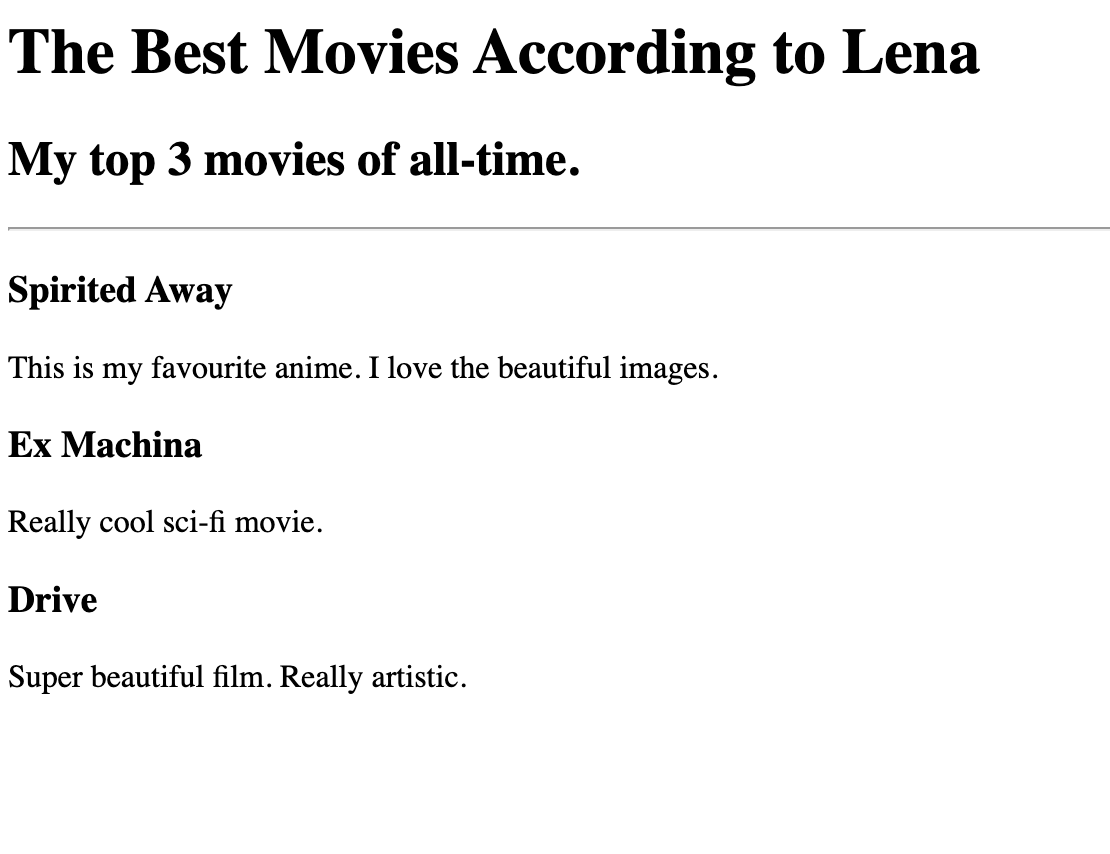 The Best Movies According to Lena
My top 3 movies of all-time.
Spirited Away
This is my favourite anime. I love the beautiful images.
Ex Machina
Really cool sci-fi movie.
Drive
Super beautiful film. Really artistic.